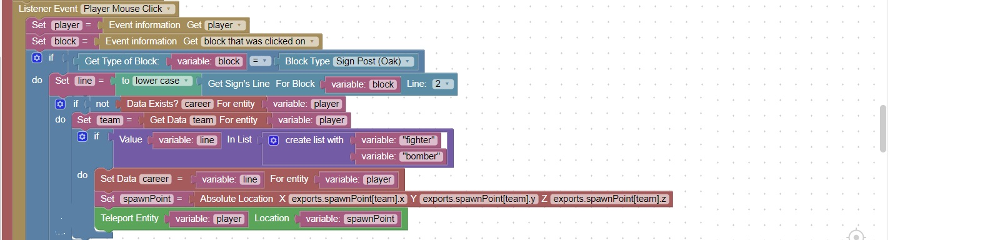 Listener Event Player Mouse Click
Set player = Event information Get player
Set block = Event information Get block that was clicked on
if Get Type of Block: variable: block = Block Type Sign Post (Oak)
do Set line = to lower case Get Sign's Line For Block variable: block Line: 2
if not Data Exists? career For entity variable: player
do Set team = Get Data team For entity variable: player
if Value variable: line In List create list with variable: "fighter"
variable: "bomber"
do Set Data career = variable: line For entity variable: player
Set spawnPoint = Absolute Location X exports.spawnPoint[team].x Y exports.spawnPoint[team].y Z exports.spawnPoint[team].z
Teleport Entity variable: player Location variable: spawnPoint